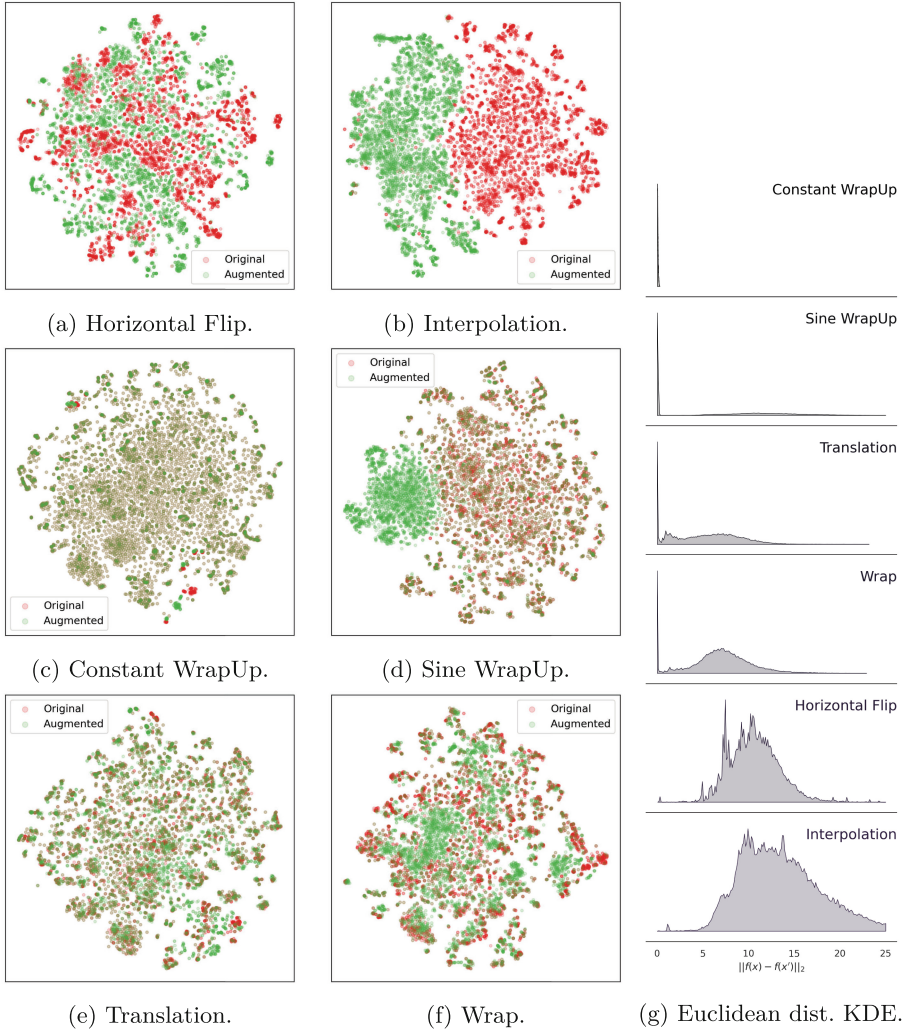 Original
Augmented
(a) Horizontal Flip.
Original
Augmented
(b) Interpolation.
Original
Augmented
(c) Constant WrapUp.
Original
Augmented
(d) Sine WrapUp.
Original
Augmented
(e) Translation.
Original
Augmented
(f) Wrap.
Constant WrapUp
Sine WrapUp
Translation
Wrap
Horizontal Flip
Interpolation
0 5 10 15 20 25
||f(x) − f(x′)||₂
(g) Euclidean dist. KDE.